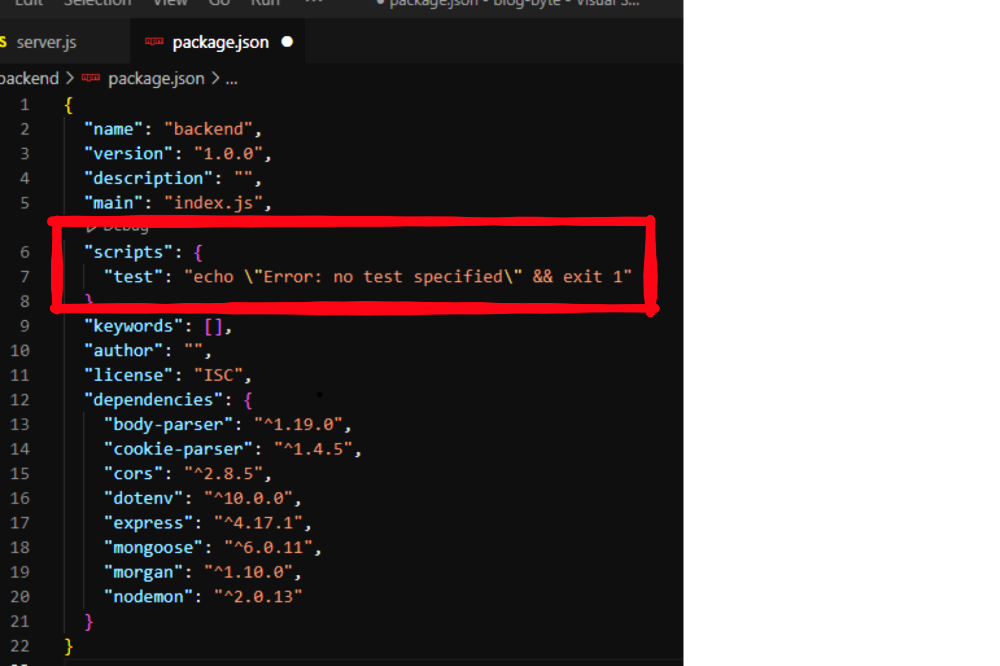 Edit Selection View Go Run ... ● package.json - blog-byte - Visual S...
server.js package.json ●
backend > package.json > ...
1 {
2 "name": "backend",
3 "version": "1.0.0",
4 "description": "",
5 "main": "index.js",
Debug
6 "scripts": {
7 "test": "echo \"Error: no test specified\" && exit 1"
8 }
9 "keywords": [],
10 "author": "",
11 "license": "ISC",
12 "dependencies": {
13 "body-parser": "^1.19.0",
14 "cookie-parser": "^1.4.5",
15 "cors": "^2.8.5",
16 "dotenv": "^10.0.0",
17 "express": "^4.17.1",
18 "mongoose": "^6.0.11",
19 "morgan": "^1.10.0",
20 "nodemon": "^2.0.13"
21 }
22 }